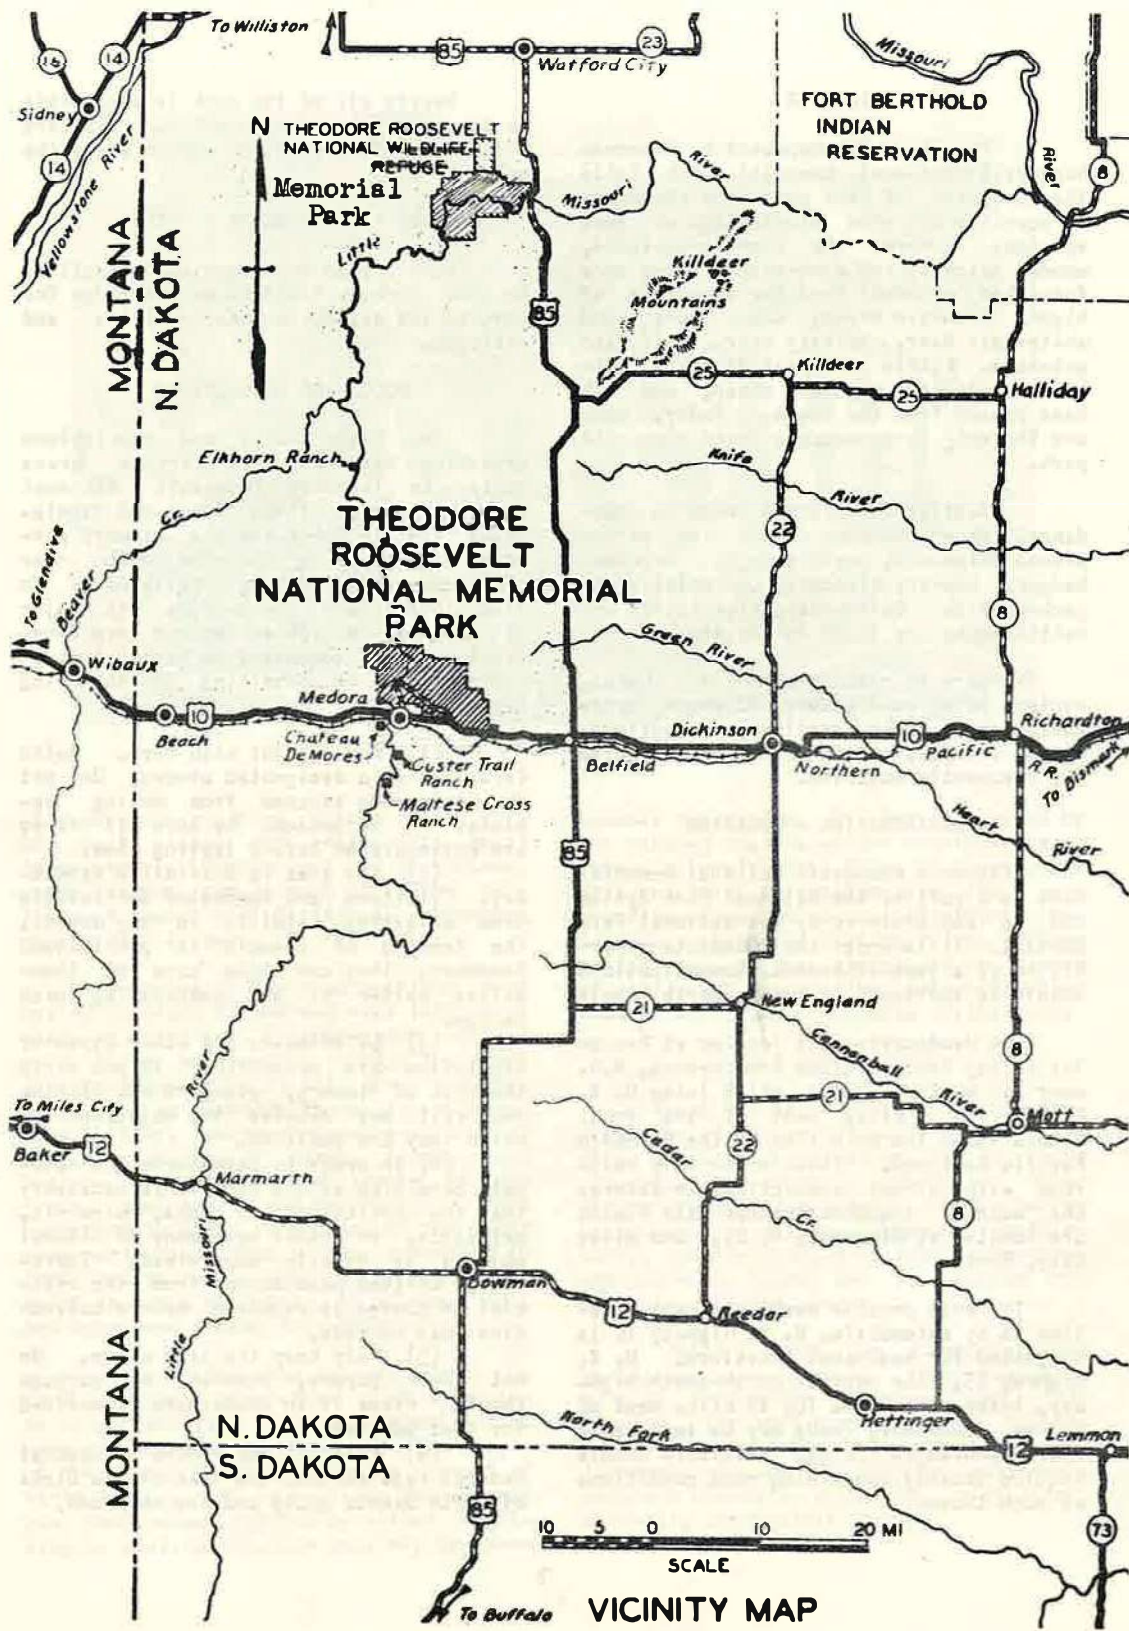 To Williston
85
23
Watford City
16
14
Sidney
14
Yellowstone River
Missouri
River
FORT BERTHOLD
INDIAN
RESERVATION
8
N
THEODORE ROOSEVELT
NATIONAL WILDLIFE
REFUGE
Memorial
Park
Missouri River
Little
Killdeer
Mountains
MONTANA
N. DAKOTA
85
25
Killdeer
25
Halliday
Elkhorn Ranch
Knife
River
22
To Glendive
Beaver Cr.
THEODORE
ROOSEVELT
NATIONAL MEMORIAL
PARK
8
Green River
Wibaux
Medora
10
Beach
Chateau
DeMores
Custer Trail
Ranch
Maltese Cross
Ranch
Dickinson
Belfield
Northern
10
Pacific
R.R.
Richardton
To Bismark
Heart
River
85
21
New England
Cannonball
River
8
21
Mott
River
To Miles City
12
Baker
Marmarth
Cedar
Cr.
22
8
Missouri
Bowman
12
Reeder
Little
Hettinger
MONTANA
N. DAKOTA
S. DAKOTA
North Fork
12
Lemmon
85
73
10 5 0 10 20 MI
SCALE
To Buffalo
VICINITY MAP